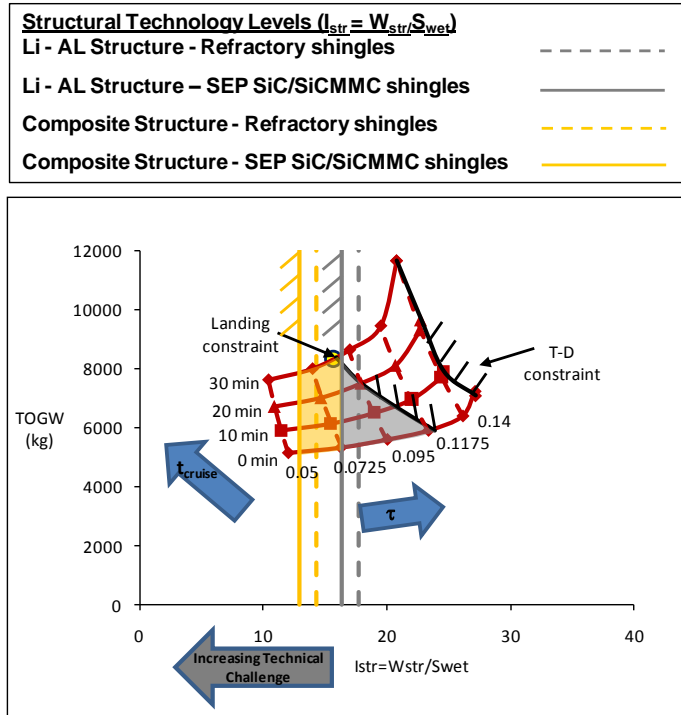 Structural Technology Levels (Istr = Wstr/Swet)
Li - AL Structure - Refractory shingles
Li - AL Structure – SEP SiC/SiCMMC shingles
Composite Structure - Refractory shingles
Composite Structure - SEP SiC/SiCMMC shingles
12000
10000
8000
6000
4000
2000
0
TOGW
(kg)
Landing
constraint
T-D
constraint
30 min
20 min
10 min
0 min
0.05
0.0725
0.095
0.1175
0.14
tcruise
τ
0
10
20
30
40
Increasing Technical
Challenge
Istr=Wstr/Swet